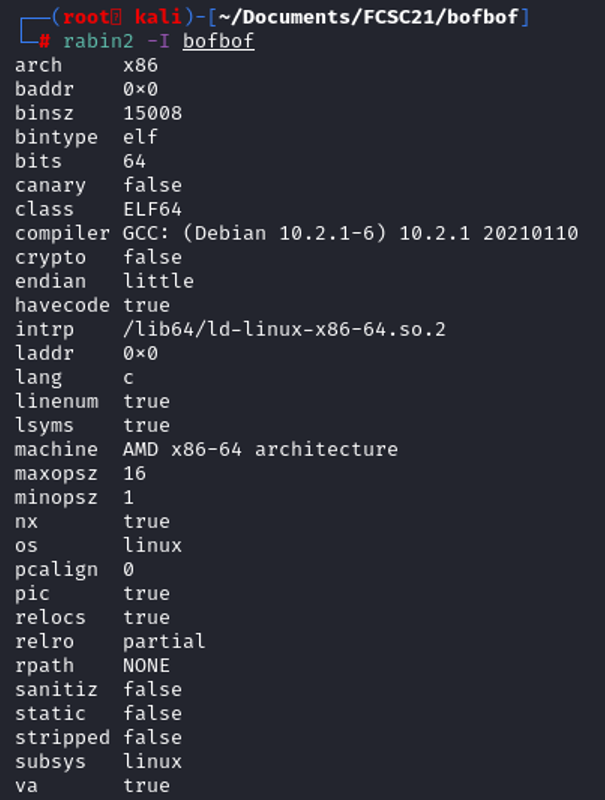 (root kali)-[~/Documents/FCSC21/bofbof]
# rabin2 -I bofbof
arch     x86
baddr    0×0
binsz    15008
bintype  elf
bits     64
canary   false
class    ELF64
compiler GCC: (Debian 10.2.1-6) 10.2.1 20210110
crypto   false
endian   little
havecode true
intrp    /lib64/ld-linux-x86-64.so.2
laddr    0×0
lang     c
linenum  true
lsyms    true
machine  AMD x86-64 architecture
maxopsz  16
minopsz  1
nx       true
os       linux
pcalign  0
pic      true
relocs   true
relro    partial
rpath    NONE
sanitiz  false
static   false
stripped false
subsys   linux
va       true